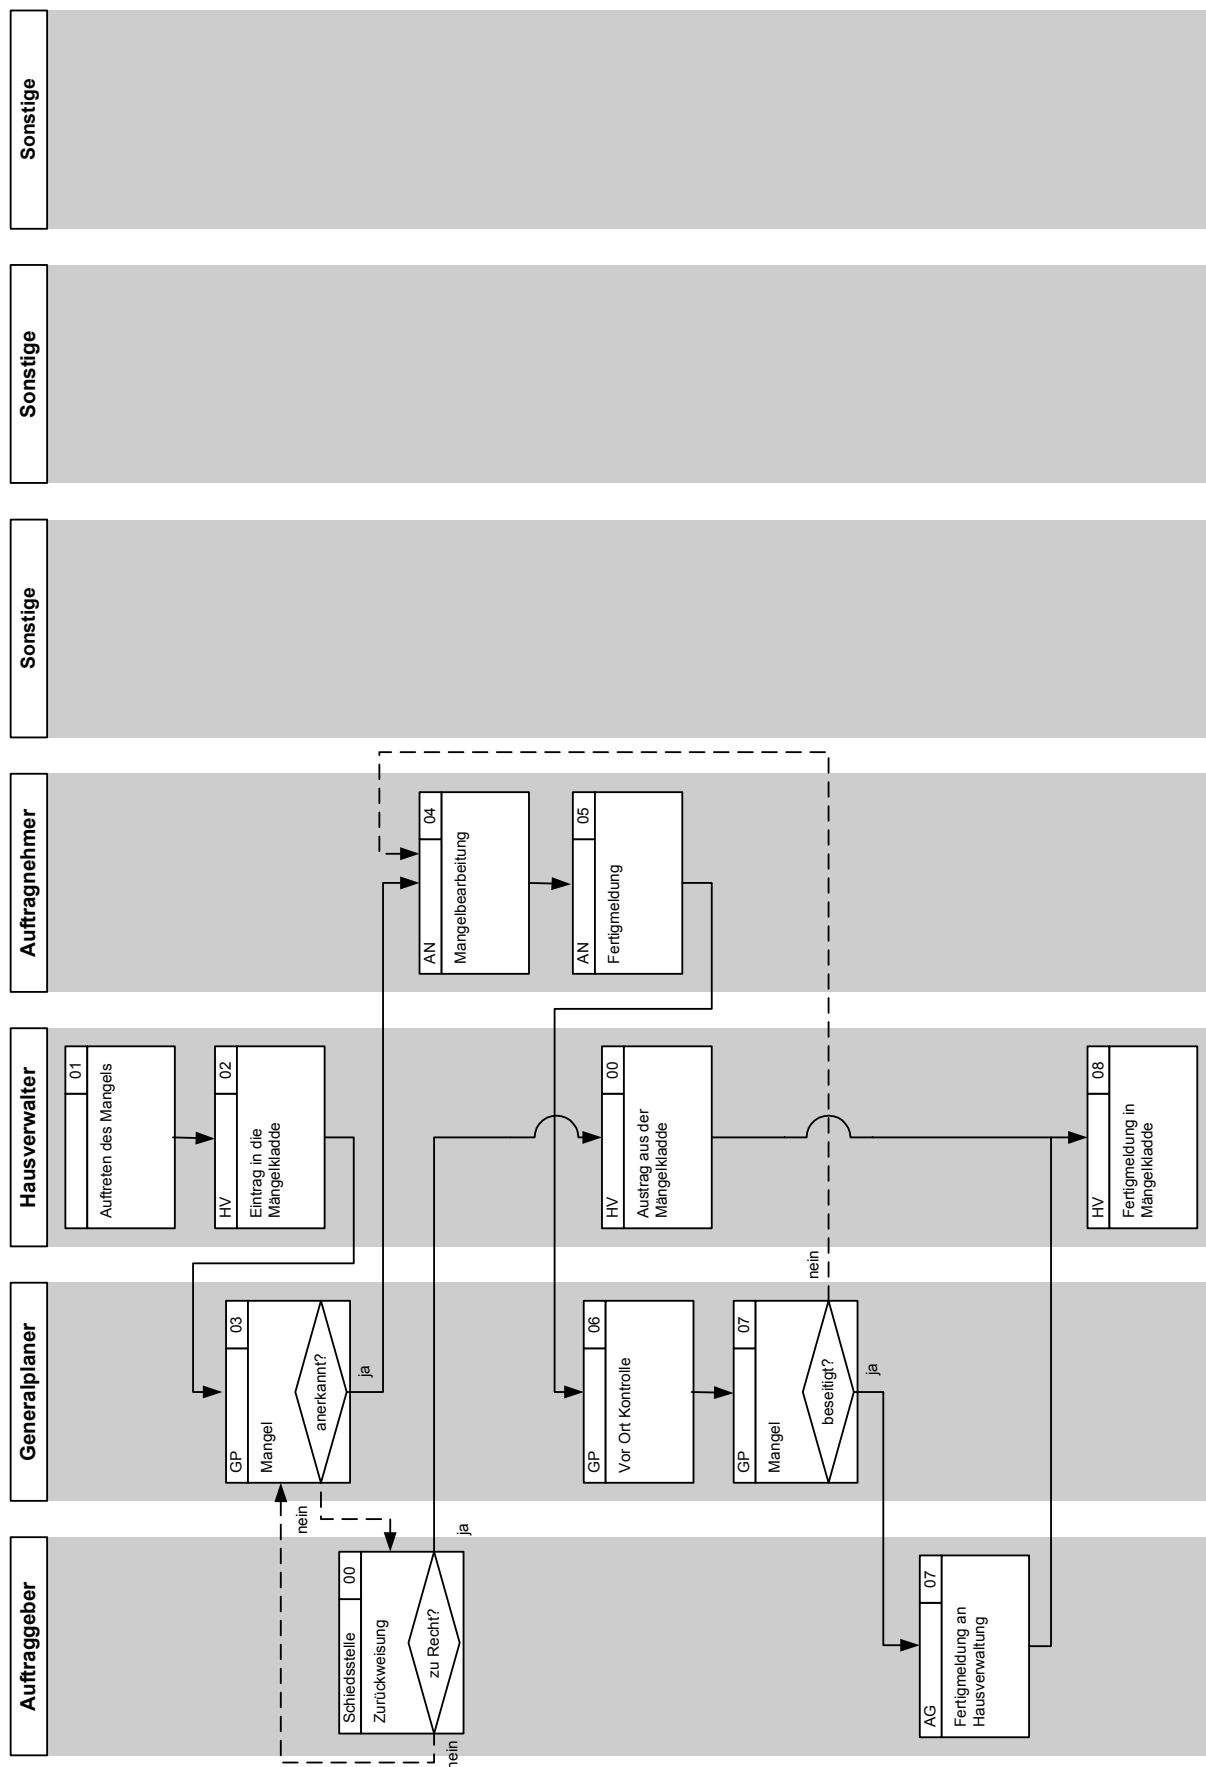 Auftraggeber
Generalplaner
Hausverwalter
Auftragnehmer
Sonstige
Sonstige
Sonstige
01
Auftreten des Mangels
HV 02
Eintrag in die
Mängelkladde
GP 03
Mangel
anerkannt?
nein
ja
Schiedsstelle 00
Zurückweisung
zu Recht?
nein
ja
AN 04
Mangelbearbeitung
AN 05
Fertigmeldung
HV 00
Austrag aus der
Mängelkladde
GP 06
Vor Ort Kontrolle
GP 07
Mangel
beseitigt?
nein
ja
AG 07
Fertigmeldung an
Hausverwaltung
HV 08
Fertigmeldung in
Mängelkladde